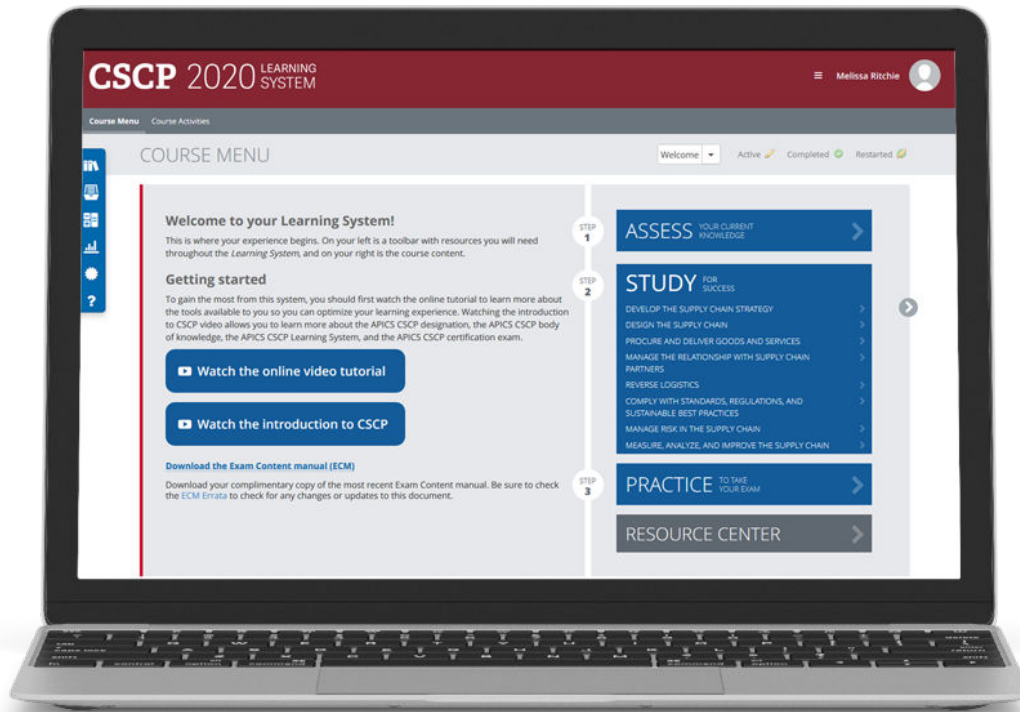 CSCP 2020 LEARNING SYSTEM
Melissa Ritchie
Course Menu Course Activities
COURSE MENU
Welcome
Active
Completed
Restarted
Welcome to your Learning System!
This is where your experience begins. On your left is a toolbar with resources you will need
throughout the Learning System, and on your right is the course content.
Getting started
To gain the most from this system, you should first watch the online tutorial to learn more about
the tools available to you so you can optimize your learning experience. Watching the introduction
to CSCP video allows you to learn more about the APICS CSCP designation, the APICS CSCP body
of knowledge, the APICS CSCP Learning System, and the APICS CSCP certification exam.
Watch the online video tutorial
Watch the introduction to CSCP
Download the Exam Content manual (ECM)
Download your complimentary copy of the most recent Exam Content manual. Be sure to check
the ECM Errata to check for any changes or updates to this document.
STEP
1
ASSESS YOUR CURRENT KNOWLEDGE
STEP
2
STUDY FOR SUCCESS
DEVELOP THE SUPPLY CHAIN STRATEGY
DESIGN THE SUPPLY CHAIN
PROCURE AND DELIVER GOODS AND SERVICES
MANAGE THE RELATIONSHIP WITH SUPPLY CHAIN
PARTNERS
REVERSE LOGISTICS
COMPLY WITH STANDARDS, REGULATIONS, AND
SUSTAINABLE BEST PRACTICES
MANAGE RISK IN THE SUPPLY CHAIN
MEASURE, ANALYZE, AND IMPROVE THE SUPPLY CHAIN
STEP
3
PRACTICE TO TAKE YOUR EXAM
RESOURCE CENTER